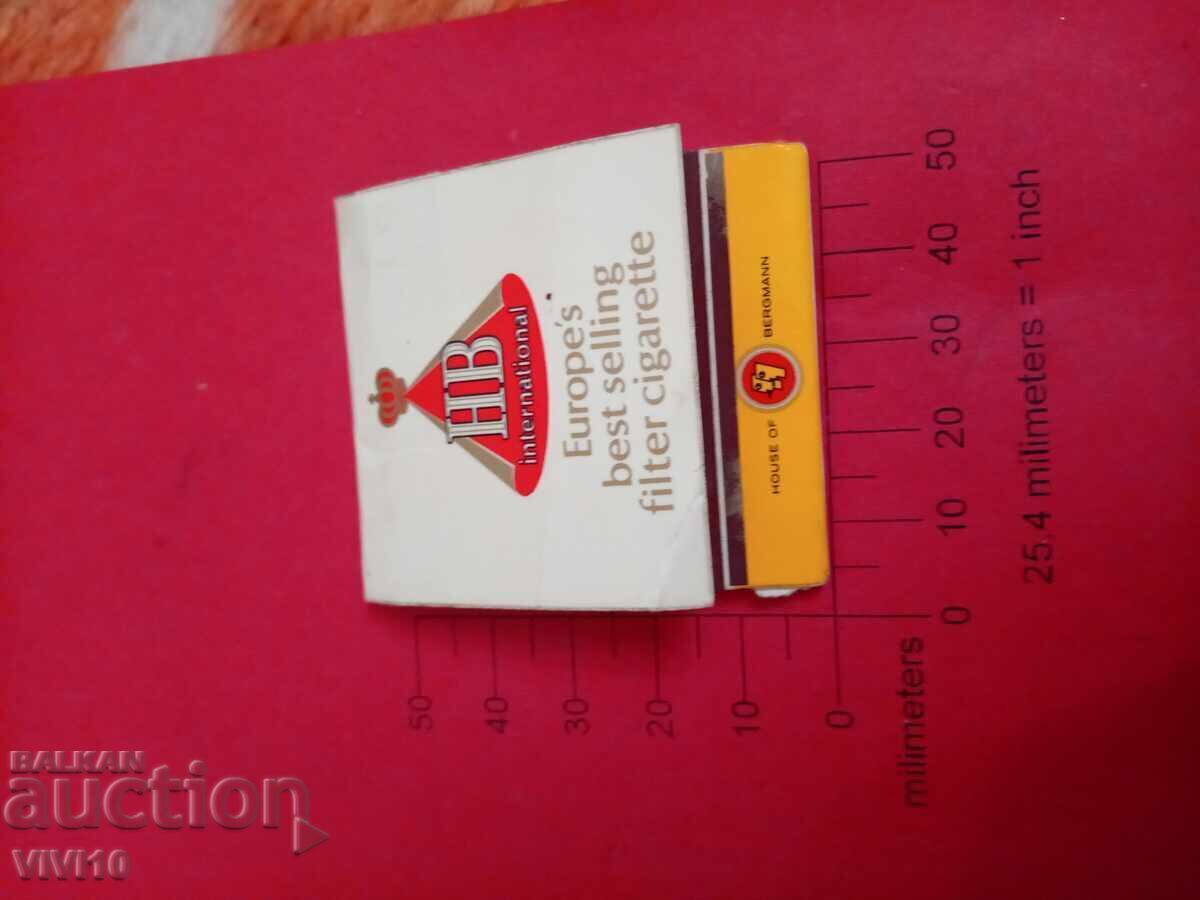 HB
international
Europe's
best selling
filter cigarette
HOUSE OF BERGMANN
50
40
30
20
10
0
50
40
30
20
10
0
milimeters
25.4 milimeters = 1 inch
BALKAN
auction
VIVI10